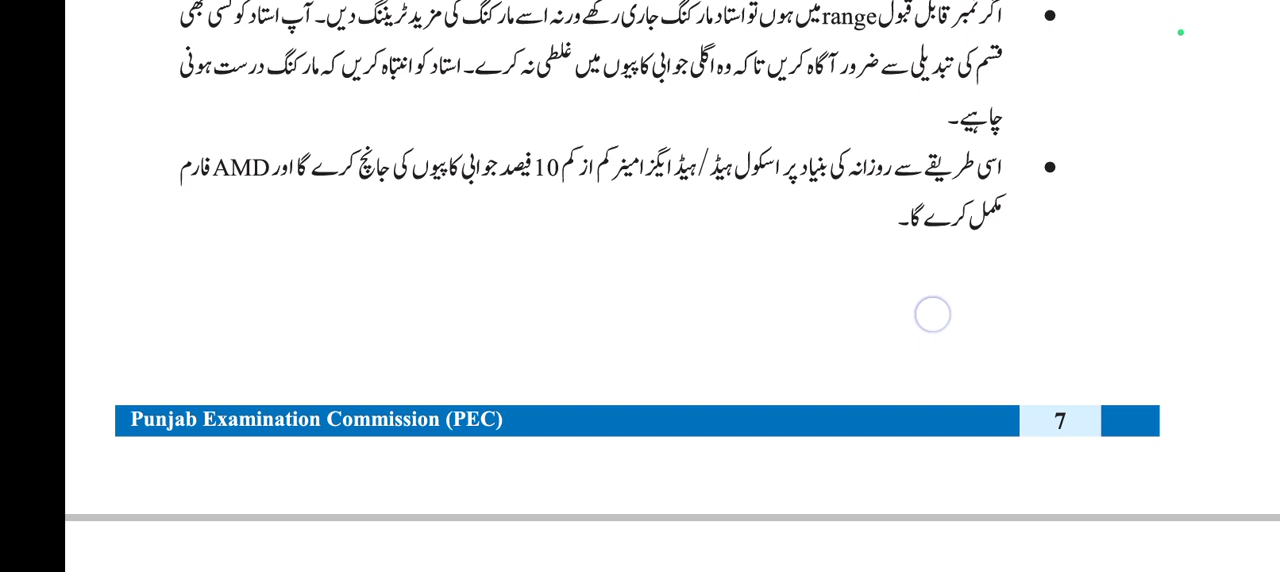 اگر نمبر قابل قبول rangeمیں ہوں تو استاد مارکنگ جاری رکھے ورنہ اسے مارکنگ کی مزید ٹریننگ دیں۔ آپ استاد کو کسی بھی
قسم کی تبدیلی سے ضرور آگاہ کریں تاکہ وہ اگلی جوابی کاپیوں میں غلطی نہ کرے۔ استاد کو انتباہ کریں کہ مارکنگ درست ہونی
چاہیے۔
اسی طریقے سے روزانہ کی بنیاد پر اسکول ہیڈ/ہیڈ ایگزامینر کم از کم 10 فیصد جوابی کاپیوں کی جانچ کرے گا اور AMD فارم
مکمل کرے گا۔
Punjab Examination Commission (PEC) 7